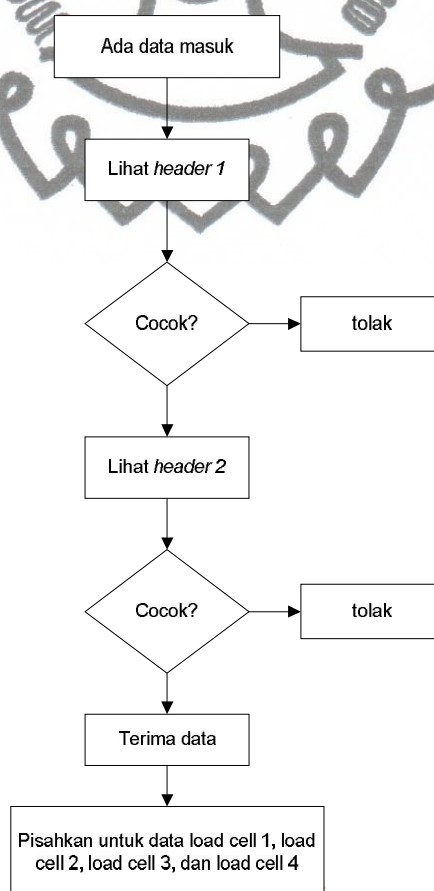 Ada data masuk
Lihat header 1
Cocok?
tolak
Lihat header 2
Cocok?
tolak
Terima data
Pisahkan untuk data load cell 1, load
cell 2, load cell 3, dan load cell 4